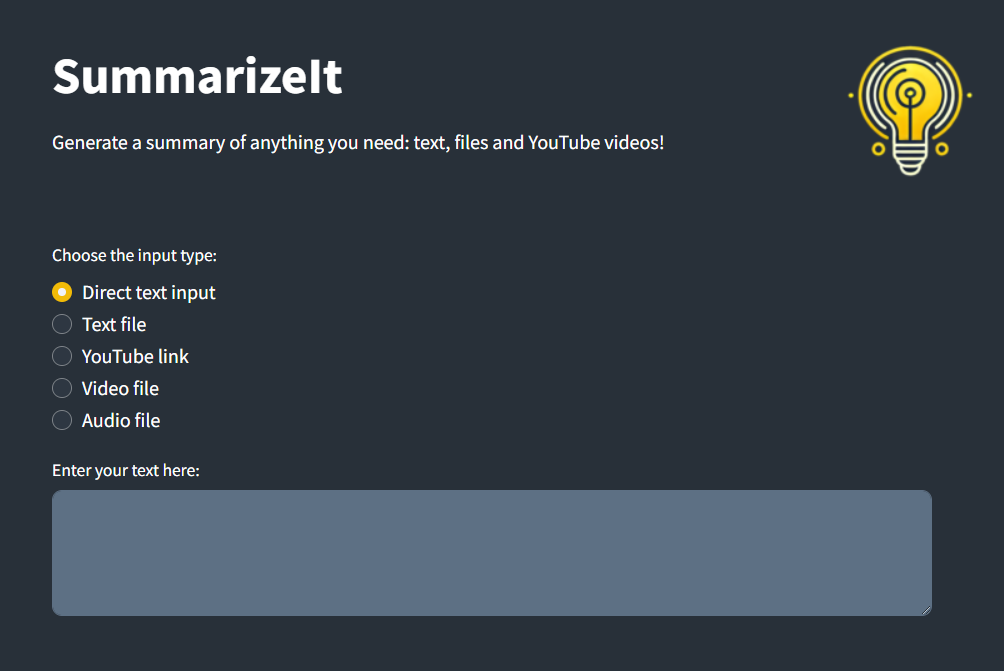 SummarizeIt
Generate a summary of anything you need: text, files and YouTube videos!
Choose the input type:
Direct text input
Text file
YouTube link
Video file
Audio file
Enter your text here: